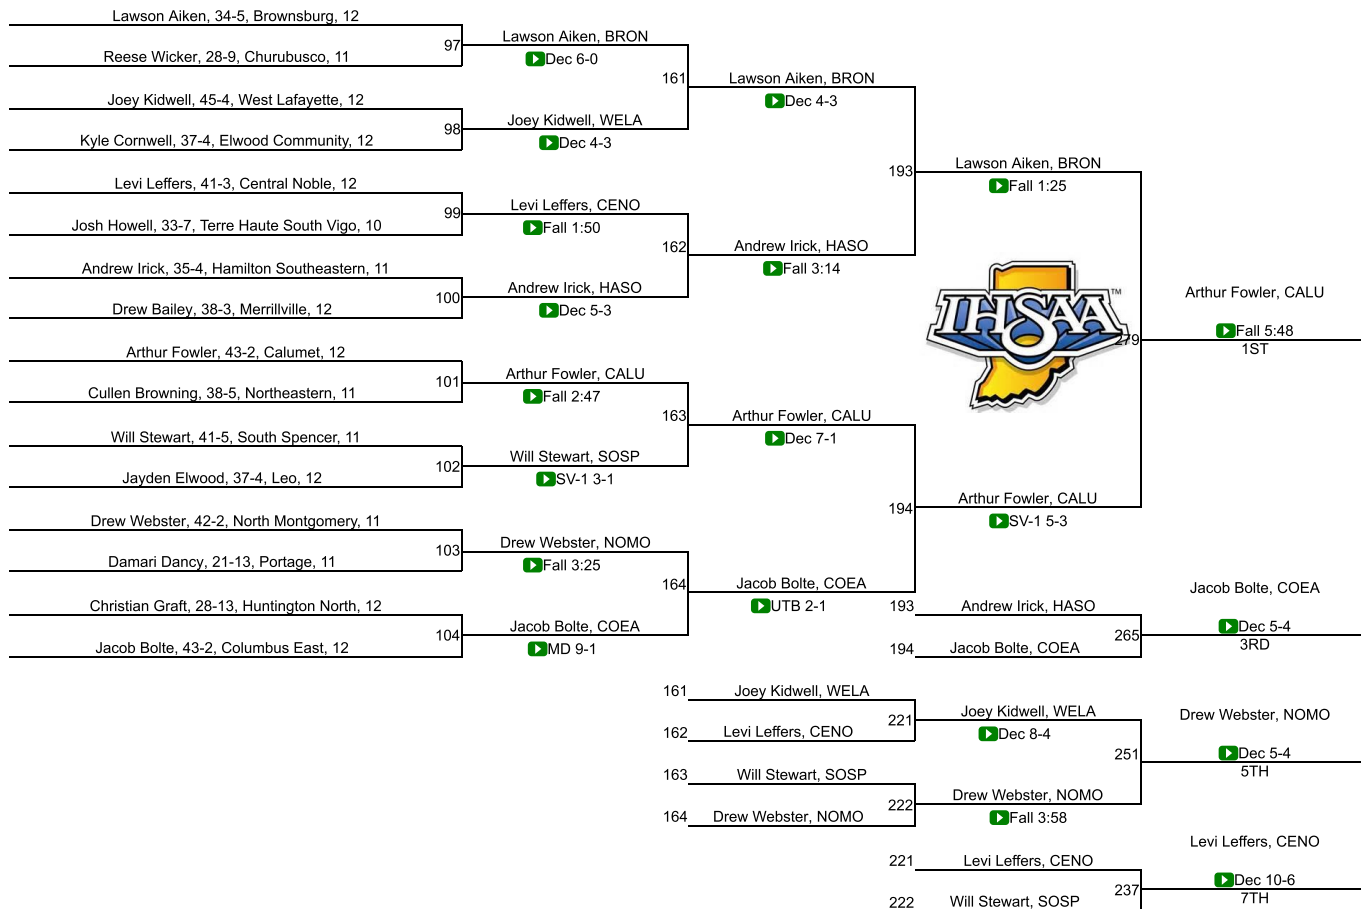 Lawson Aiken, 34-5, Brownsburg, 12
97
Reese Wicker, 28-9, Churubusco, 11
Lawson Aiken, BRON
Dec 6-0
161
Joey Kidwell, 45-4, West Lafayette, 12
98
Kyle Cornwell, 37-4, Elwood Community, 12
Joey Kidwell, WELA
Dec 4-3
Lawson Aiken, BRON
Dec 4-3
193
Levi Leffers, 41-3, Central Noble, 12
99
Josh Howell, 33-7, Terre Haute South Vigo, 10
Levi Leffers, CENO
Fall 1:50
162
Andrew Irick, 35-4, Hamilton Southeastern, 11
100
Drew Bailey, 38-3, Merrillville, 12
Andrew Irick, HASO
Dec 5-3
Andrew Irick, HASO
Fall 3:14
Lawson Aiken, BRON
Fall 1:25
IHSAA™
279
Arthur Fowler, CALU
Fall 5:48
1ST
Arthur Fowler, 43-2, Calumet, 12
101
Cullen Browning, 38-5, Northeastern, 11
Arthur Fowler, CALU
Fall 2:47
163
Will Stewart, 41-5, South Spencer, 11
102
Jayden Elwood, 37-4, Leo, 12
Will Stewart, SOSP
SV-1 3-1
Arthur Fowler, CALU
Dec 7-1
194
Arthur Fowler, CALU
SV-1 5-3
Drew Webster, 42-2, North Montgomery, 11
103
Damari Dancy, 21-13, Portage, 11
Drew Webster, NOMO
Fall 3:25
164
Christian Graft, 28-13, Huntington North, 12
104
Jacob Bolte, 43-2, Columbus East, 12
Jacob Bolte, COEA
MD 9-1
Jacob Bolte, COEA
UTB 2-1
193
Andrew Irick, HASO
265
194
Jacob Bolte, COEA
Jacob Bolte, COEA
Dec 5-4
3RD
161
Joey Kidwell, WELA
221
162
Levi Leffers, CENO
Joey Kidwell, WELA
Dec 8-4
251
163
Will Stewart, SOSP
222
164
Drew Webster, NOMO
Drew Webster, NOMO
Fall 3:58
Drew Webster, NOMO
Dec 5-4
5TH
221
Levi Leffers, CENO
237
222
Will Stewart, SOSP
Levi Leffers, CENO
Dec 10-6
7TH